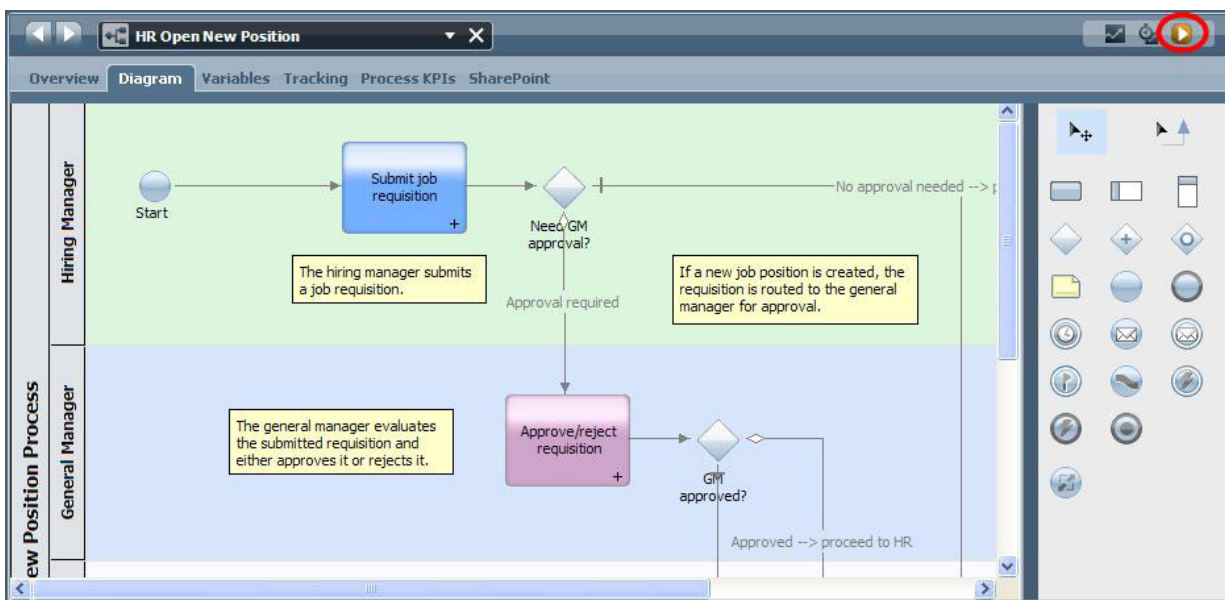 HR Open New Position
Overview Diagram Variables Tracking Process KPIs SharePoint
Hiring Manager
Start
Submit job
requisition
Need GM
approval?
No approval needed -->
The hiring manager submits
a job requisition.
If a new job position is created, the
requisition is routed to the general
manager for approval.
Approval required
ew Position Process
General Manager
The general manager evaluates
the submitted requisition and
either approves it or rejects it.
Approve/reject
requisition
GM
approved?
Approved --> proceed to HR